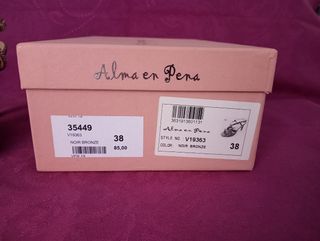 Alma en Pena
35449
V19363
38
NOIR BRONZE
85,00
Alma en Pena
STYLE NO V19363
COLOR: NOIR BRONZE
38